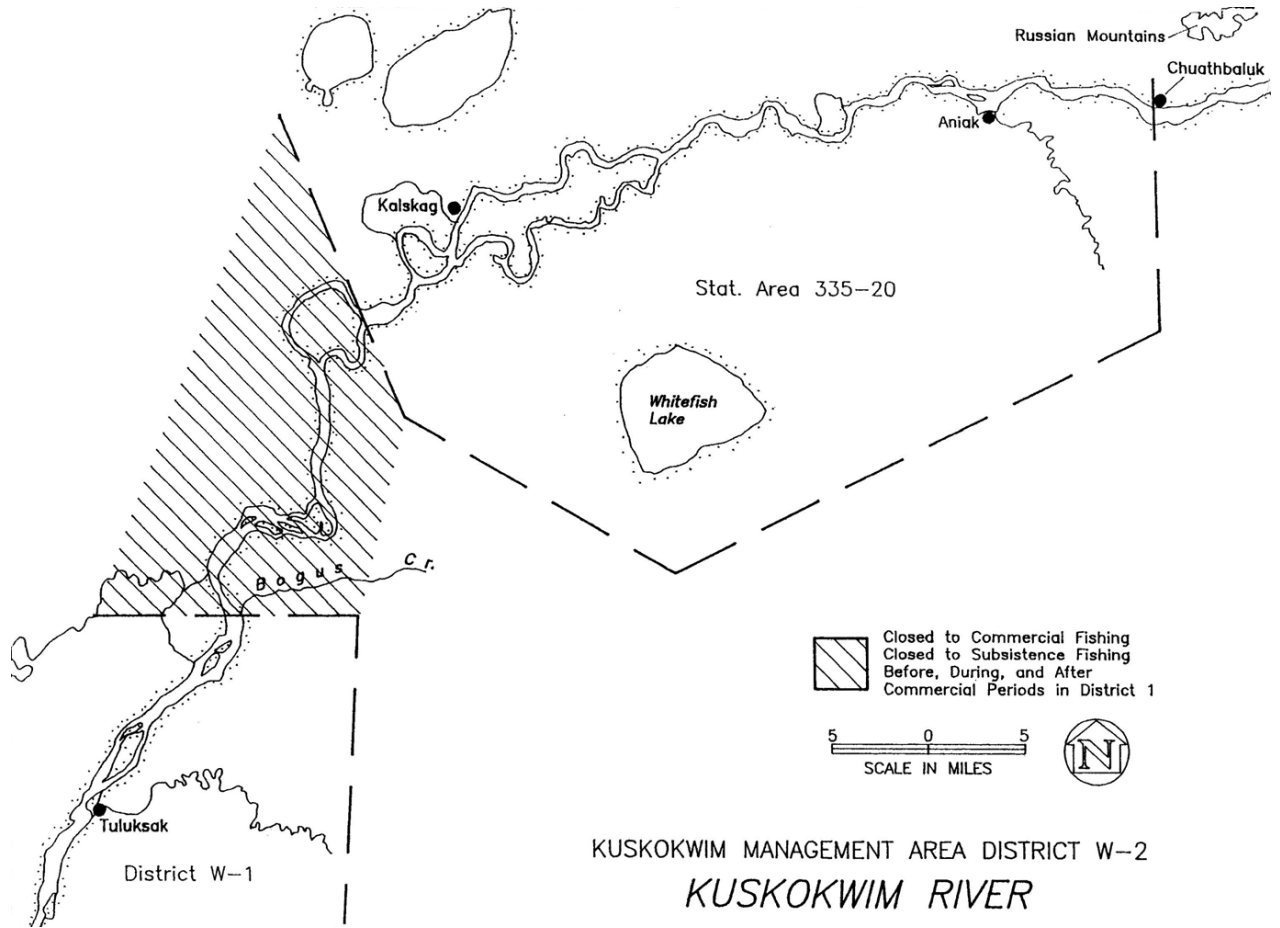 Russian Mountains
Chuathbaluk
Aniak
Kalskag
Stat. Area 335-20
Whitefish
Lake
Bogus Cr.
Closed to Commercial Fishing
Closed to Subsistence Fishing
Before, During, and After
Commercial Periods in District 1
5 0 5
SCALE IN MILES
N
Tuluksak
District W-1
KUSKOKWIM MANAGEMENT AREA DISTRICT W-2
KUSKOKWIM RIVER